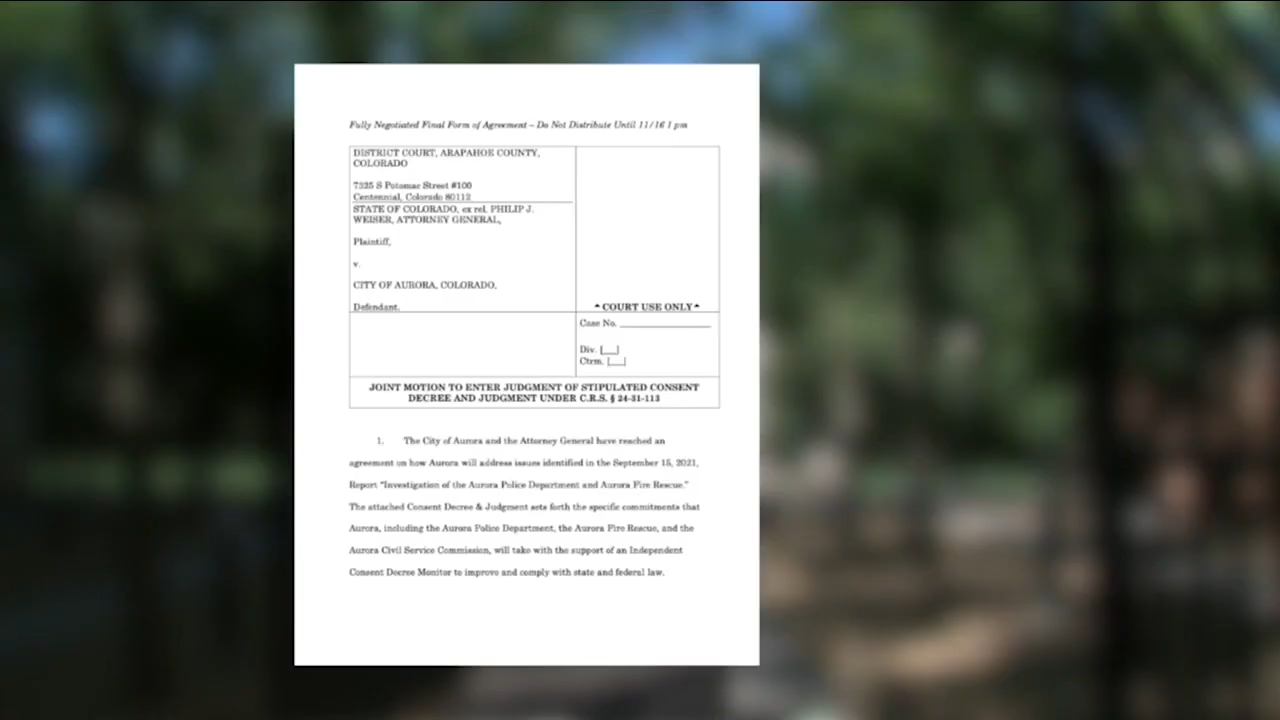 Fully Negotiated Final Form of Agreement – Do Not Distribute Until 11/16 1 pm
DISTRICT COURT, ARAPAHOE COUNTY,
COLORADO
7325 S Potomac Street #100
Centennial, Colorado 80112
STATE OF COLORADO, ex rel. PHILIP J.
WEISER, ATTORNEY GENERAL,
Plaintiff,
v.
CITY OF AURORA, COLORADO,
Defendant.
▲COURT USE ONLY▲
Case No. ____________________
Div. [___]
Ctrm. [___]
JOINT MOTION TO ENTER JUDGMENT OF STIPULATED CONSENT
DECREE AND JUDGMENT UNDER C.R.S. § 24-31-113
1. The City of Aurora and the Attorney General have reached an
agreement on how Aurora will address issues identified in the September 15, 2021,
Report “Investigation of the Aurora Police Department and Aurora Fire Rescue.”
The attached Consent Decree & Judgment sets forth the specific commitments that
Aurora, including the Aurora Police Department, the Aurora Fire Rescue, and the
Aurora Civil Service Commission, will take with the support of an Independent
Consent Decree Monitor to improve and comply with state and federal law.